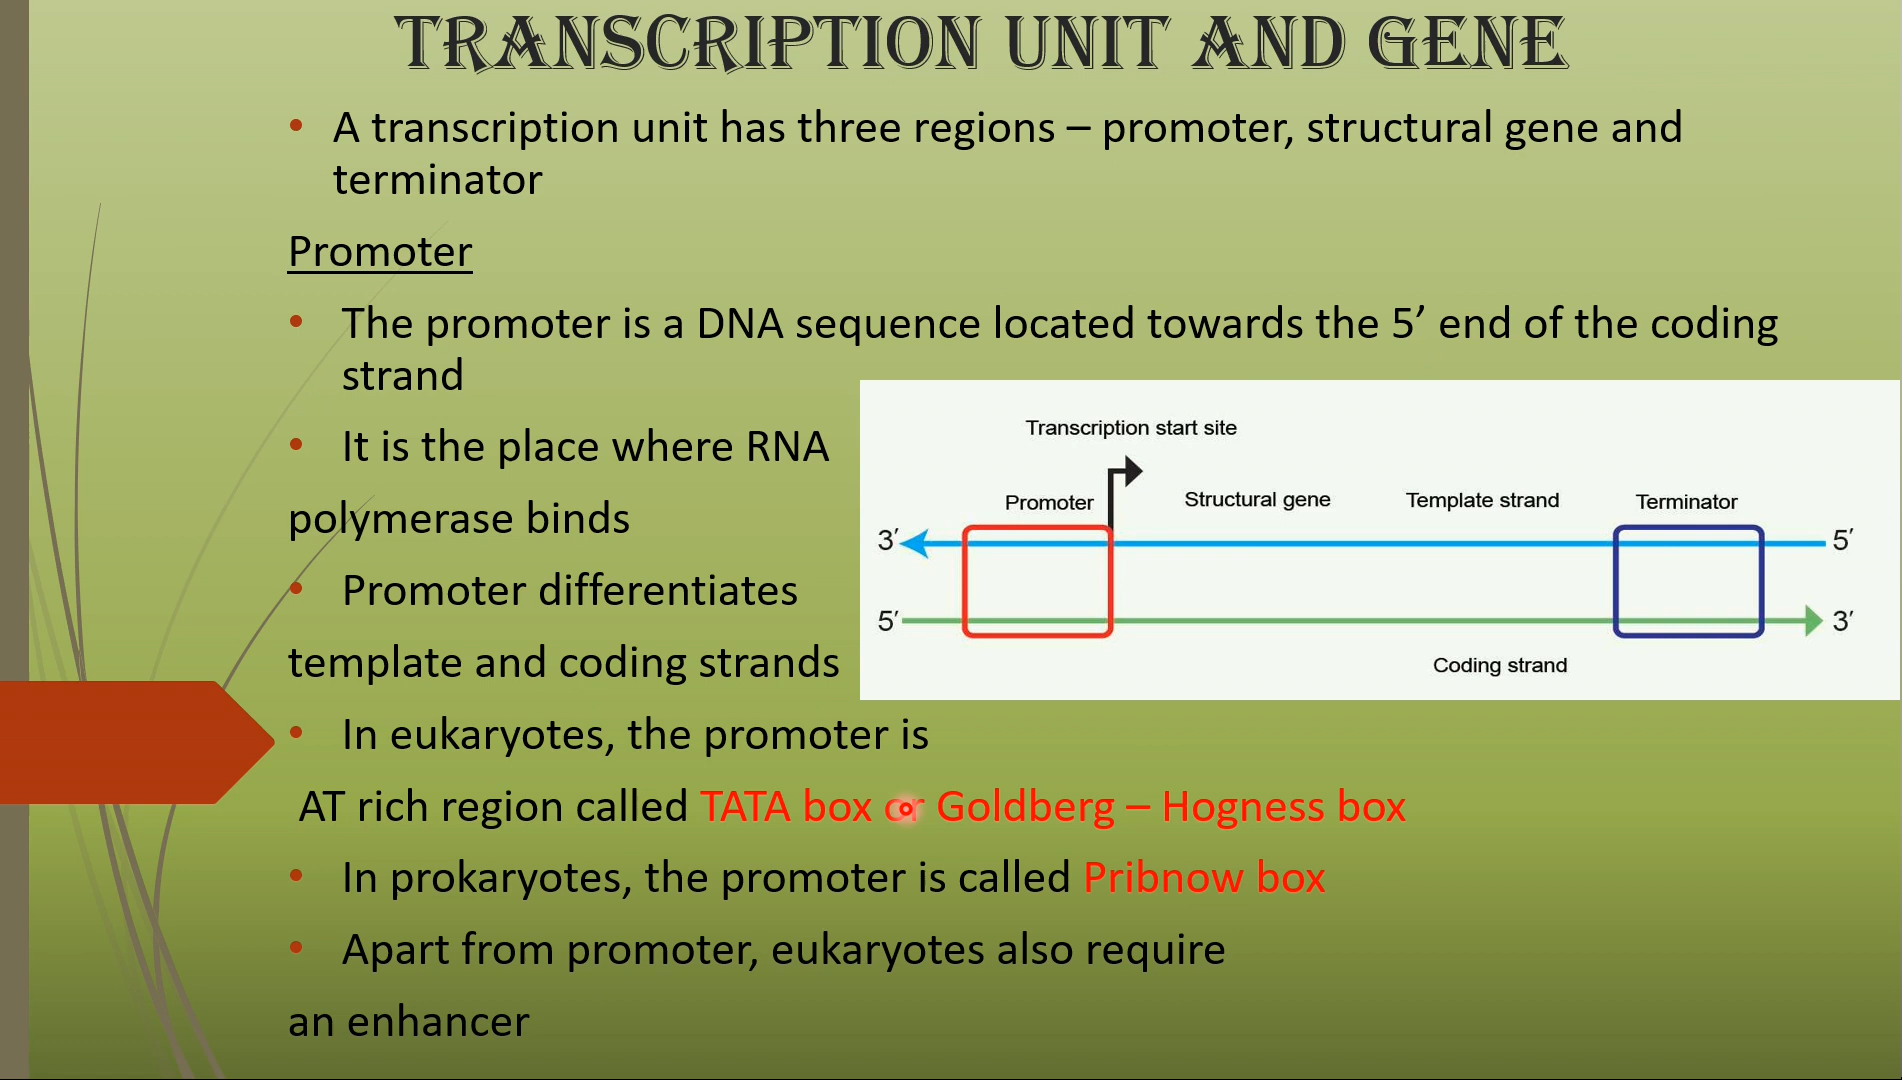 TRANSCRIPTION UNIT AND GENE
• A transcription unit has three regions – promoter, structural gene and
terminator
Promoter
• The promoter is a DNA sequence located towards the 5’ end of the coding
strand
• It is the place where RNA
polymerase binds
• Promoter differentiates
template and coding strands
• In eukaryotes, the promoter is
AT rich region called TATA box or Goldberg – Hogness box
• In prokaryotes, the promoter is called Pribnow box
• Apart from promoter, eukaryotes also require
an enhancer
Transcription start site
Promoter Structural gene Template strand Terminator
3′ 5′
5′ 3′
Coding strand